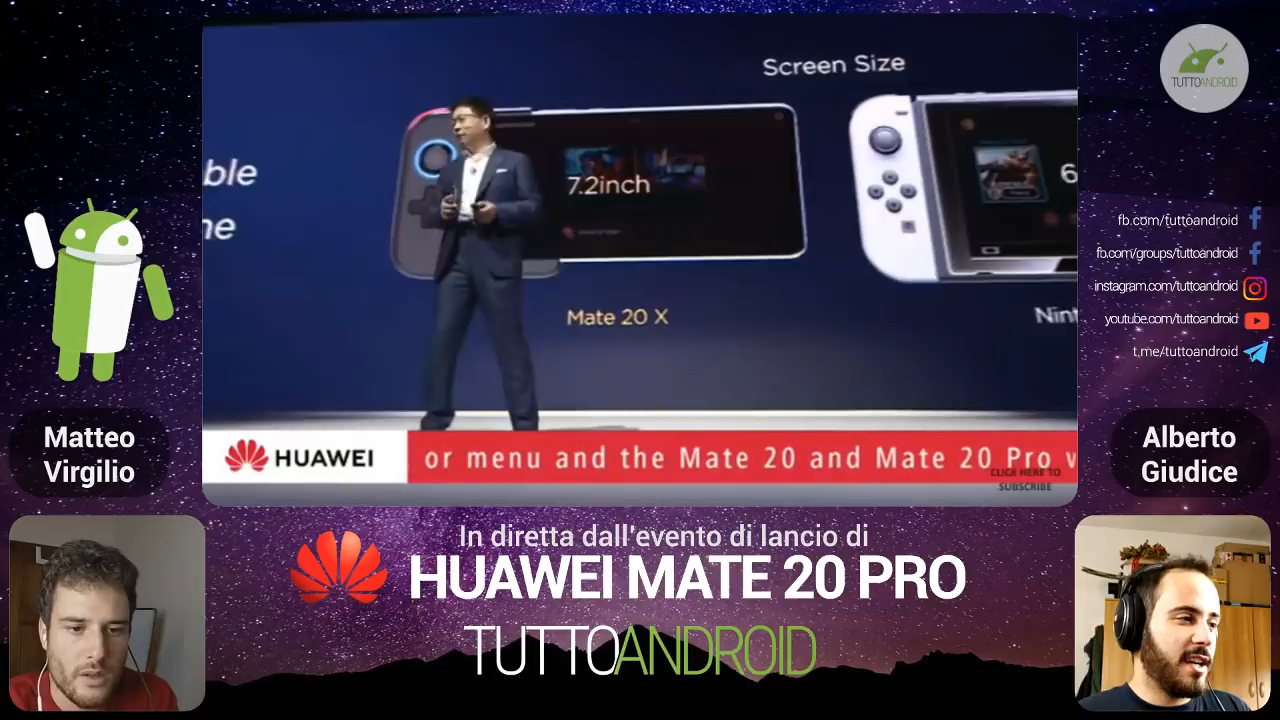 Screen Size
ble
ne
7.2inch
6
Mate 20 X
Nint
TUTTOANDROID
fb.com/tuttoandroid
fb.com/groups/tuttoandroid
instagram.com/tuttoandroid
youtube.com/tuttoandroid
t.me/tuttoandroid
Matteo
Virgilio
Alberto
Giudice
HUAWEI
or menu and the Mate 20 and Mate 20 Pro v
CLICK HERE TO
SUBSCRIBE
In diretta dall'evento di lancio di
HUAWEI MATE 20 PRO
TUTTOANDROID